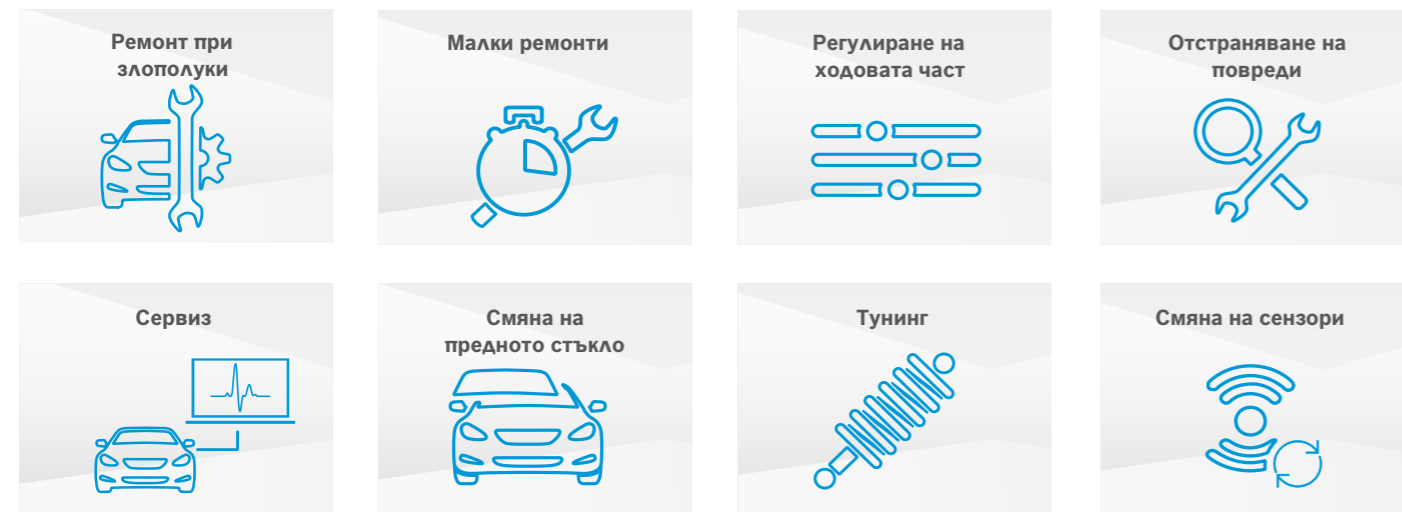 Ремонт при
злополуки
Малки ремонти
Регулиране на
ходовата част
Отстраняване на
повреди
Сервиз
Смяна на
предното стъкло
Тунинг
Смяна на сензори